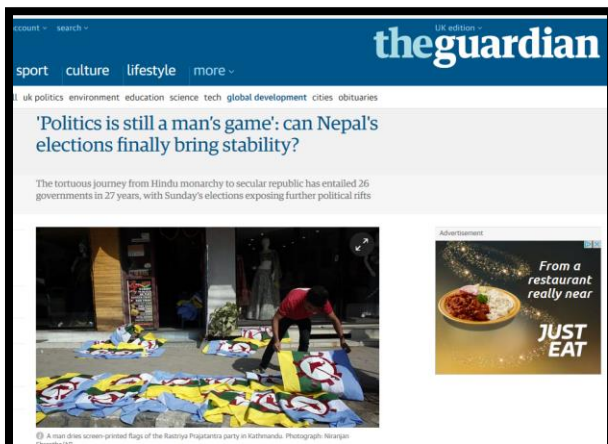 account search UK edition
theguardian
sport culture lifestyle more
uk politics environment education science tech global development cities obituaries
'Politics is still a man's game': can Nepal's
elections finally bring stability?
The tortuous journey from Hindu monarchy to secular republic has entailed 26
governments in 27 years, with Sunday's elections exposing further political rifts
Advertisement
From a
restaurant
really near
JUST
EAT
A man dries screen-printed flags of the Rastriya Prajatantra party in Kathmandu. Photograph: Niranjan